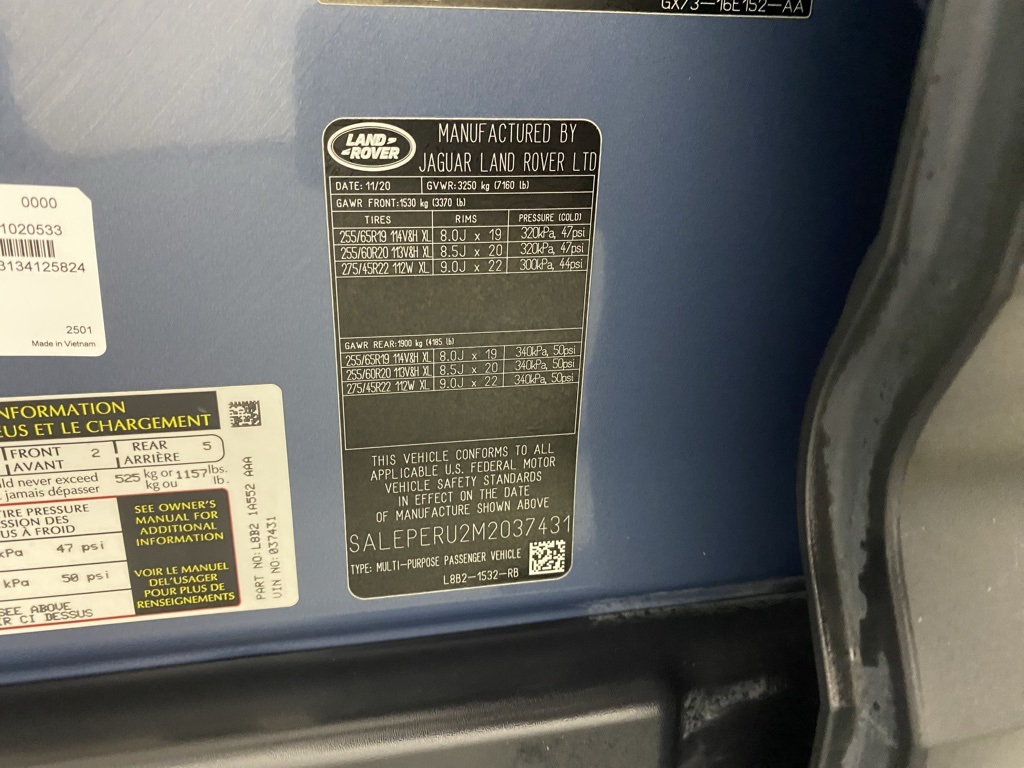 GX73-16E152-AA
LAND ROVER
MANUFACTURED BY
JAGUAR LAND ROVER LTD
DATE: 11/20 GVWR:3250 kg (7160 lb)
GAWR FRONT:1530 kg (3370 lb)
TIRES RIMS PRESSURE (COLD)
255/65R19 114V&H XL 8.0J x 19 320kPa, 47psi
255/60R20 113V&H XL 8.5J x 20 320kPa, 47psi
275/45R22 112W XL 9.0J x 22 300kPa, 44psi
GAWR REAR:1900 kg (4185 lb)
255/65R19 114V&H XL 8.0J x 19 340kPa, 50psi
255/60R20 113V&H XL 8.5J x 20 340kPa, 50psi
275/45R22 112W XL 9.0J x 22 340kPa, 50psi
THIS VEHICLE CONFORMS TO ALL
APPLICABLE U.S. FEDERAL MOTOR
VEHICLE SAFETY STANDARDS
IN EFFECT ON THE DATE
OF MANUFACTURE SHOWN ABOVE
SALEPERU2M2037431
TYPE: MULTI-PURPOSE PASSENGER VEHICLE
L8B2-1532-RB
0000
1020533
3134125824
2501
Made in Vietnam
NFORMATION
EUS ET LE CHARGEMENT
FRONT 2 REAR 5
AVANT ARRIÈRE
ld never exceed 525 kg or 1157 lbs.
jamais dépasser kg ou lb.
TIRE PRESSURE
SSION DES
US À FROID
kPa 47 psi
kPa 50 psi
SEE ABOVE
ER CI DESSUS
SEE OWNER'S
MANUAL FOR
ADDITIONAL
INFORMATION
VOIR LE MANUEL
DEL'USAGER
POUR PLUS DE
RENSEIGNEMENTS
PART NO:L8B2 1A552 AAA
VIN NO:037431